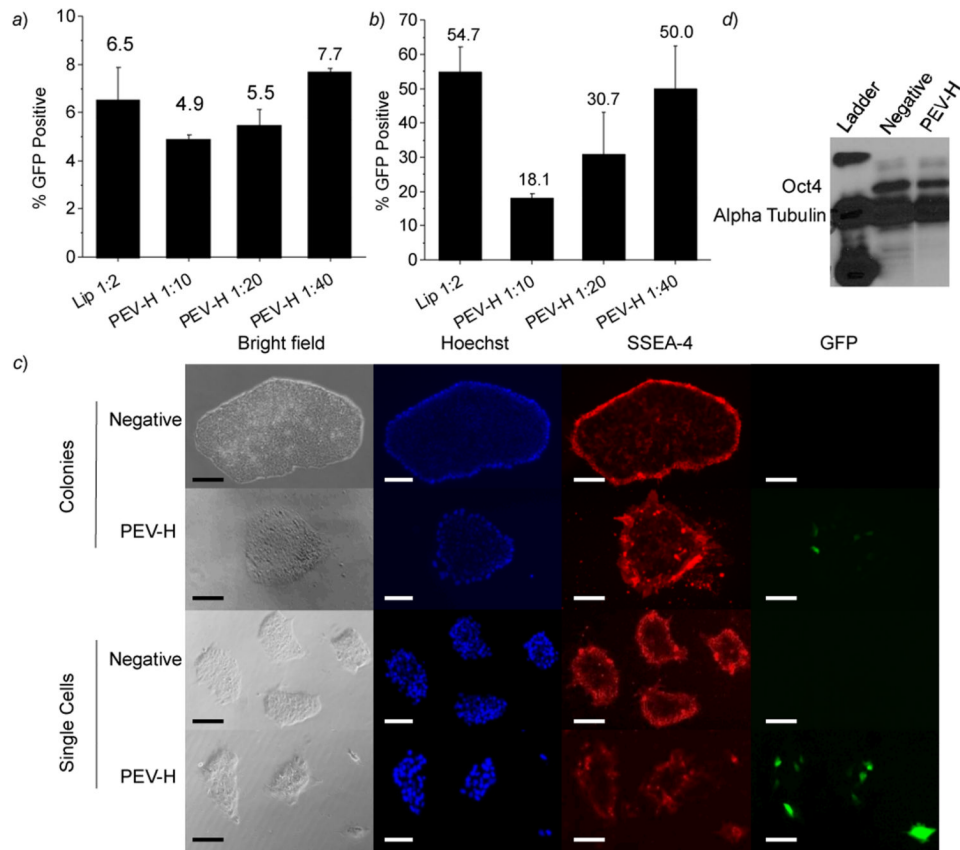 a)
% GFP Positive
10
8
6
4
2
0
6.5
4.9
5.5
7.7
Lip 1:2
PEV-H 1:10
PEV-H 1:20
PEV-H 1:40
b)
% GFP Positive
100
90
80
70
60
50
40
30
20
10
0
54.7
18.1
30.7
50.0
Lip 1:2
PEV-H 1:10
PEV-H 1:20
PEV-H 1:40
d)
Ladder
Negative
PEV-H
Oct4
Alpha Tubulin
c)
Bright field
Hoechst
SSEA-4
GFP
Colonies
Negative
PEV-H
Single Cells
Negative
PEV-H